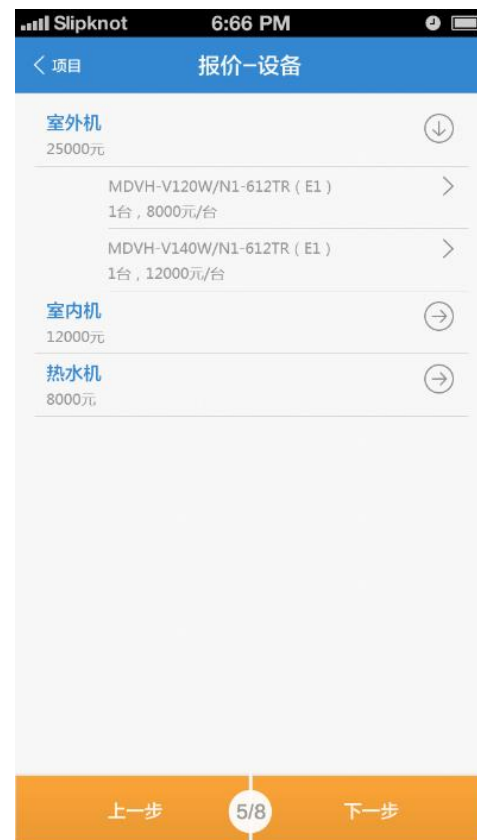 Slipknot 6:66 PM
项目 报价-设备
室外机
25000元
MDVH-V120W/N1-612TR ( E1 )
1台 , 8000元/台
MDVH-V140W/N1-612TR ( E1 )
1台 , 12000元/台
室内机
12000元
热水机
8000元
上一步 5/8 下一步